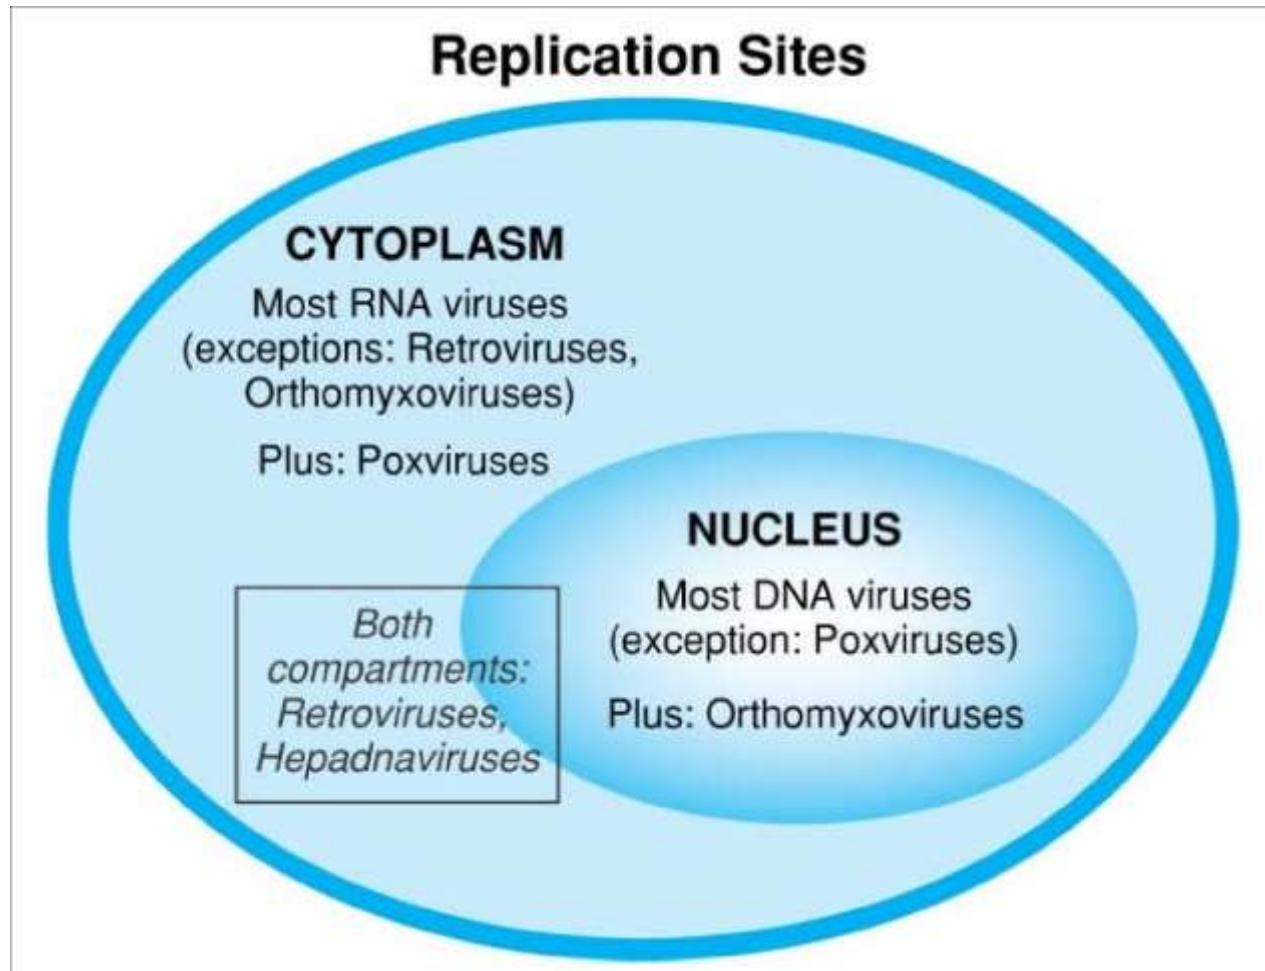 Replication Sites
CYTOPLASM
Most RNA viruses
(exceptions: Retroviruses,
Orthomyxoviruses)
Plus: Poxviruses
NUCLEUS
Most DNA viruses
(exception: Poxviruses)
Plus: Orthomyxoviruses
Both
compartments:
Retroviruses,
Hepadnaviruses